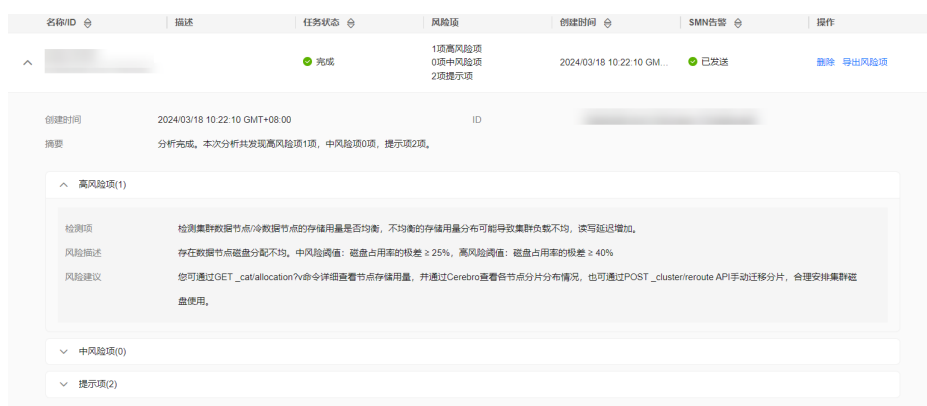 名称/ID 描述 任务状态 风险项 创建时间 SMN告警 操作
1项高风险项
完成 0项中风险项 2024/03/18 10:22:10 GM... 已发送 删除 导出风险项
2项提示项
创建时间 2024/03/18 10:22:10 GMT+08:00 ID
摘要 分析完成。本次分析共发现高风险项1项，中风险项0项，提示项2项。
高风险项(1)
检测项 检测集群数据节点/冷数据节点的存储用量是否均衡，不均衡的存储用量分布可能导致集群负载不均，读写延迟增加。
风险描述 存在数据节点磁盘分配不均。中风险阈值：磁盘占用率的极差 ≥ 25%，高风险阈值：磁盘占用率的极差 ≥ 40%
风险建议 您可通过GET _cat/allocation?v命令详细查看节点存储用量，并通过Cerebro查看各节点分片分布情况，也可通过POST _cluster/reroute API手动迁移分片，合理安排集群磁
盘使用。
中风险项(0)
提示项(2)